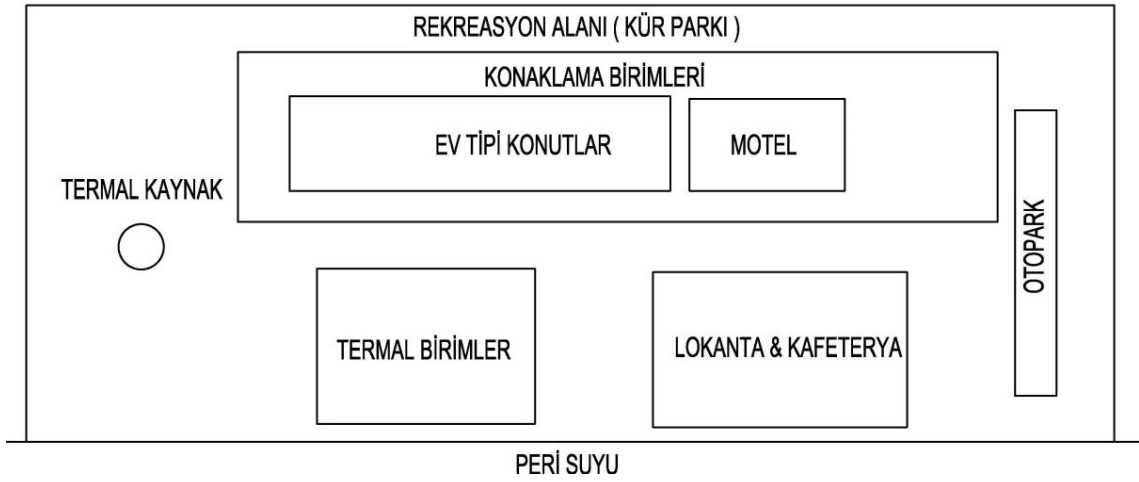 REKREASYON ALANI ( KÜR PARKI )
KONAKLAMA BİRİMLERİ
EV TİPİ KONUTLAR
MOTEL
TERMAL KAYNAK
OTOPARK
TERMAL BİRİMLER
LOKANTA & KAFETERYA
PERİ SUYU